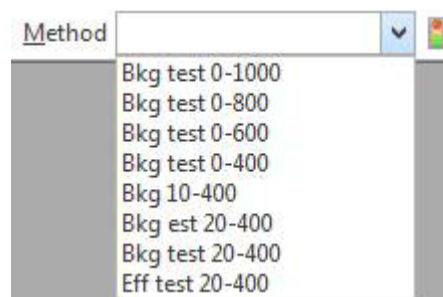 Method
Bkg test 0-1000
Bkg test 0-800
Bkg test 0-600
Bkg test 0-400
Bkg 10-400
Bkg est 20-400
Bkg test 20-400
Eff test 20-400